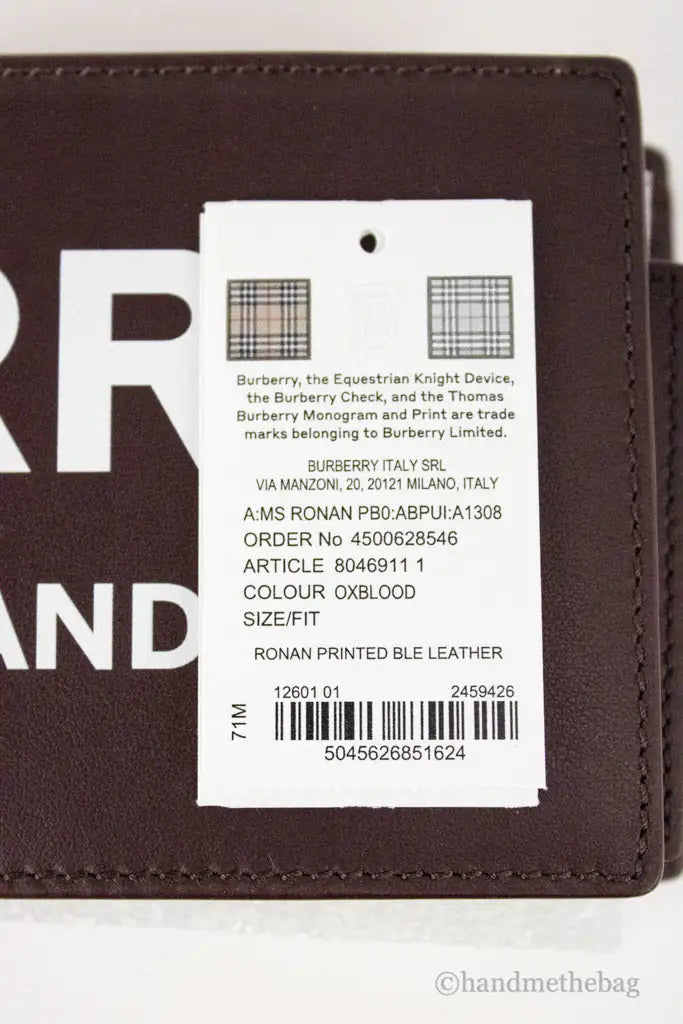 RR
AND
Burberry, the Equestrian Knight Device,
the Burberry Check, and the Thomas
Burberry Monogram and Print are trade
marks belonging to Burberry Limited.
BURBERRY ITALY SRL
VIA MANZONI, 20, 20121 MILANO, ITALY
A:MS RONAN PB0:ABPUI:A1308
ORDER No 4500628546
ARTICLE 8046911 1
COLOUR OXBLOOD
SIZE/FIT
RONAN PRINTED BLE LEATHER
12601 01 2459426
71M
5045626851624
©handmethebag